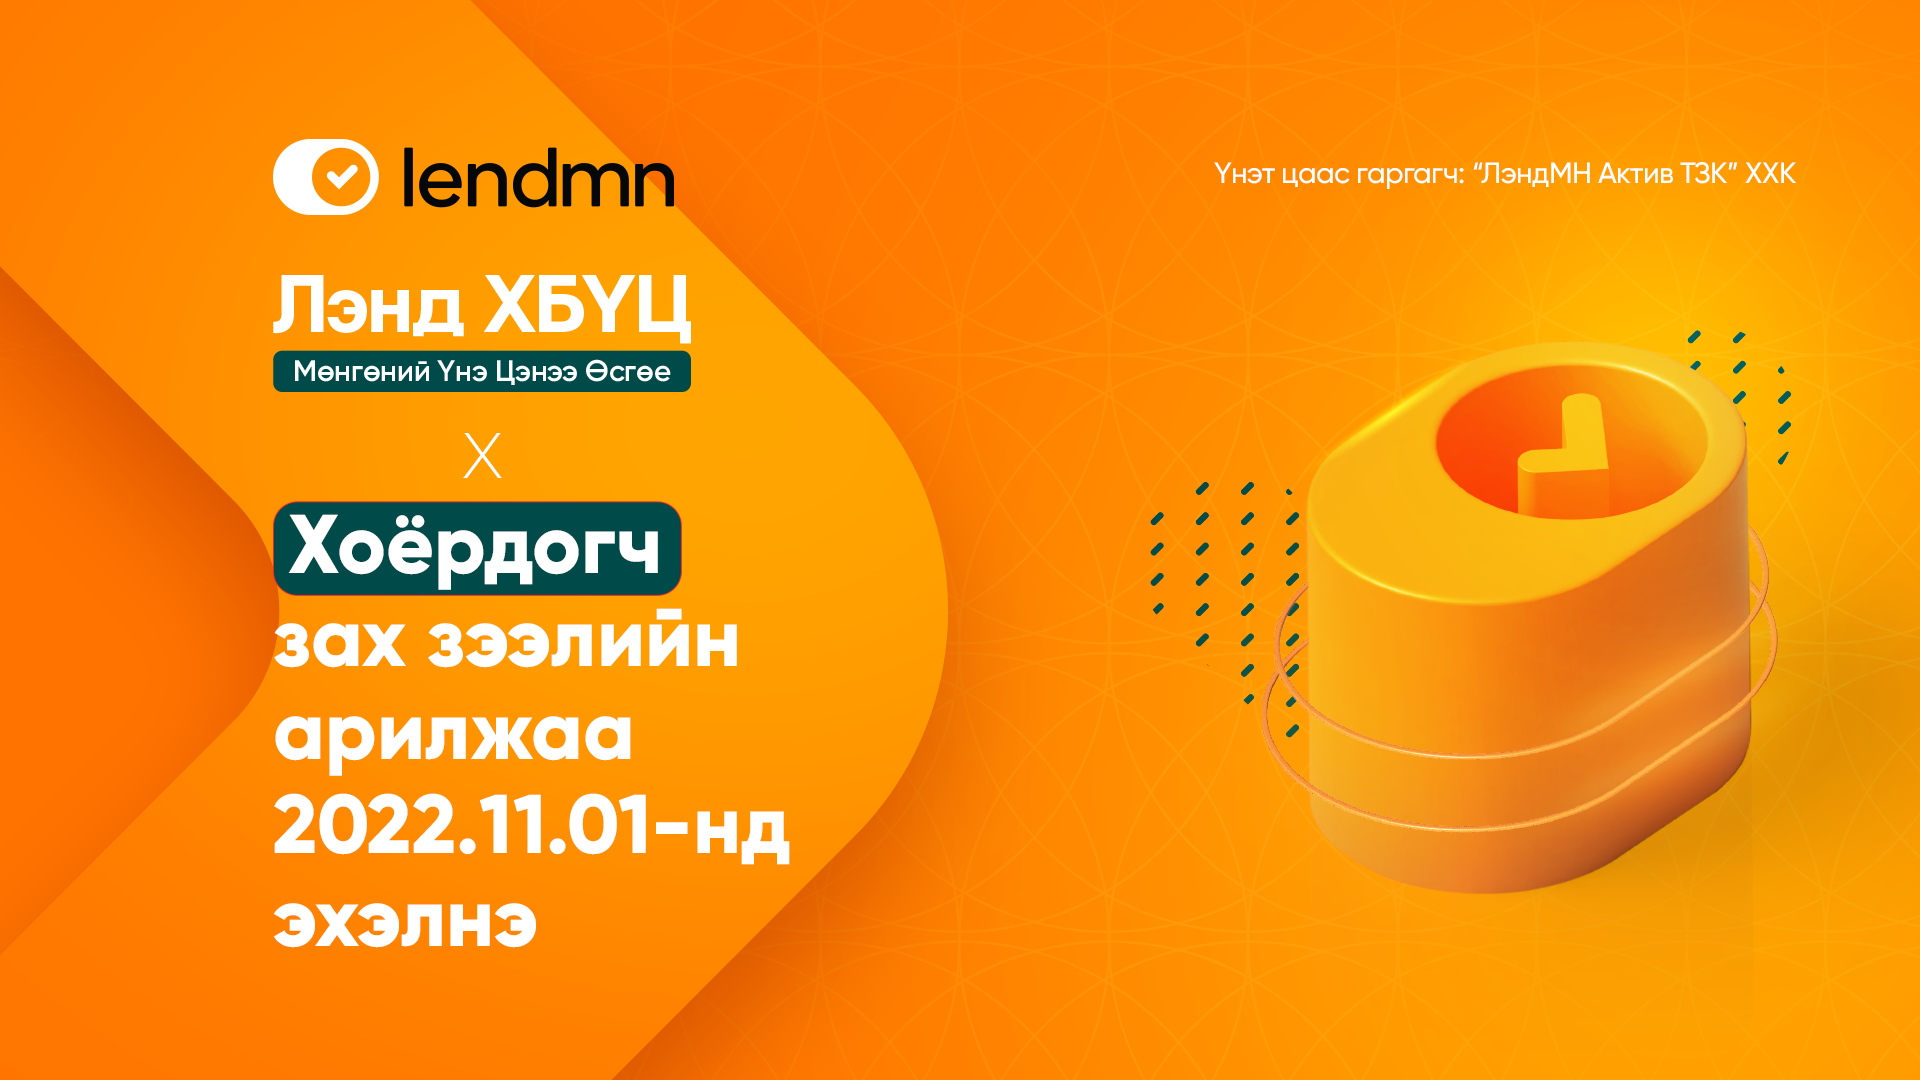 lendmn
Үнэт цаас гаргагч: “ЛэндМН Актив ТЗК” ХХК
Лэнд ХБҮЦ
Мөнгөний Үнэ Цэнээ Өсгөе
X
Хоёрдогч
зах зээлийн
арилжаа
2022.11.01-нд
эхэлнэ